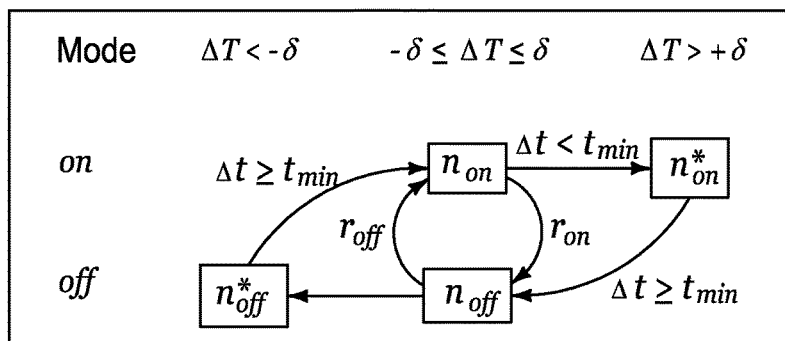 Mode ΔT < -δ -δ ≤ ΔT ≤ δ ΔT > +δ
on Δt ≥ t_min n_on Δt < t_min n*_on
r_off r_on
off n*_off n_off Δt ≥ t_min